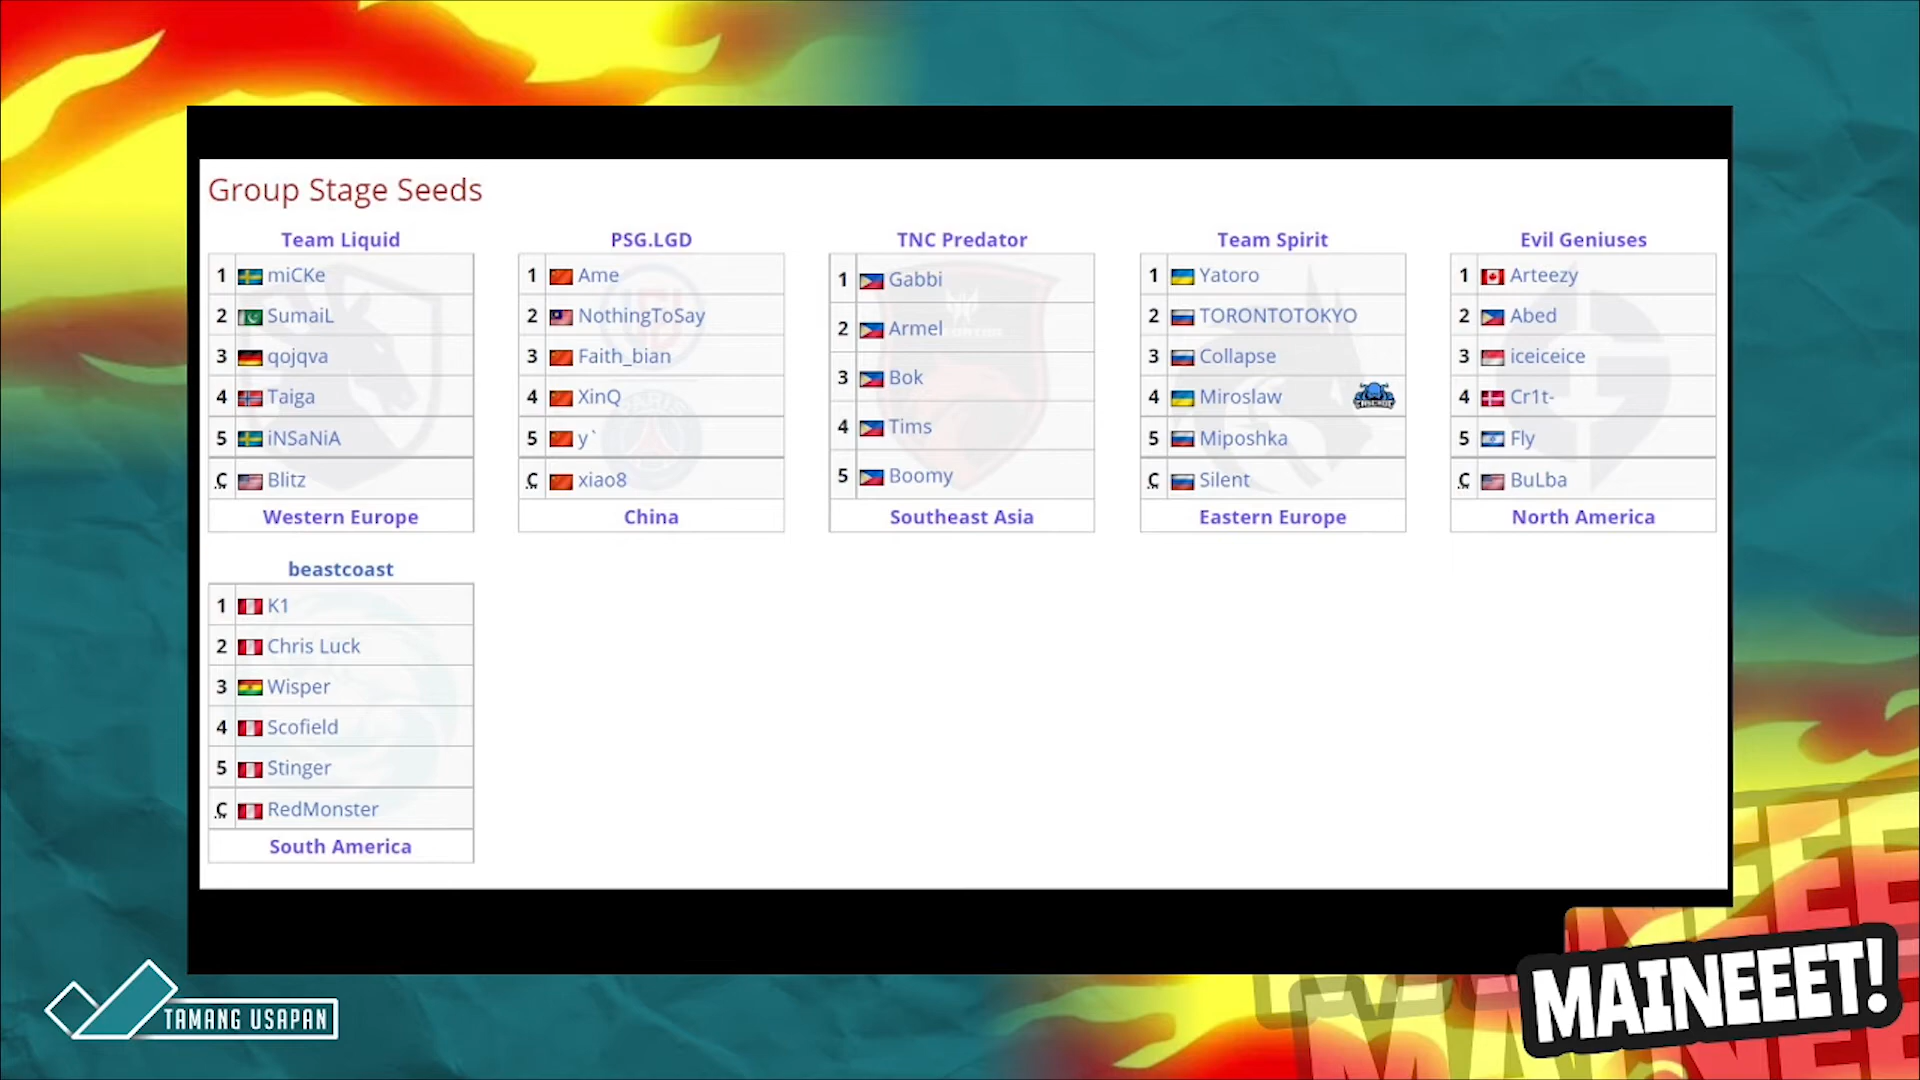 Group Stage Seeds
Team Liquid
1 miCKe
2 SumaiL
3 qojqva
4 Taiga
5 iNSaNiA
C Blitz
Western Europe
PSG.LGD
1 Ame
2 NothingToSay
3 Faith_bian
4 XinQ
5 y`
C xiao8
China
TNC Predator
1 Gabbi
2 Armel
3 Bok
4 Tims
5 Boomy
Southeast Asia
Team Spirit
1 Yatoro
2 TORONTOTOKYO
3 Collapse
4 Miroslaw
5 Miposhka
C Silent
Eastern Europe
Evil Geniuses
1 Arteezy
2 Abed
3 iceiceice
4 Cr1t-
5 Fly
C BuLba
North America
beastcoast
1 K1
2 Chris Luck
3 Wisper
4 Scofield
5 Stinger
C RedMonster
South America
TAMANG USAPAN
MAINEEET!